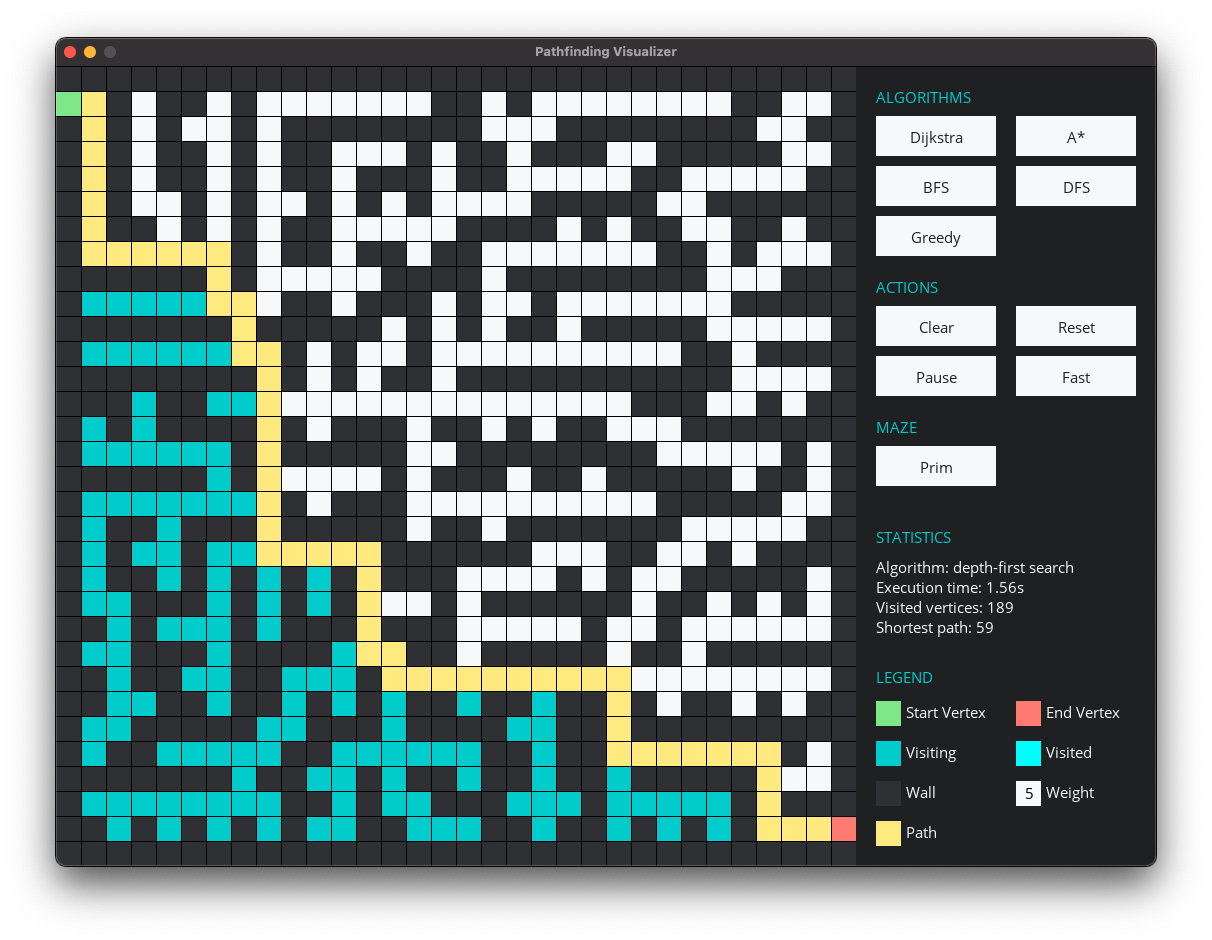 Pathfinding Visualizer
ALGORITHMS
Dijkstra
A*
BFS
DFS
Greedy
ACTIONS
Clear
Reset
Pause
Fast
MAZE
Prim
STATISTICS
Algorithm: depth-first search
Execution time: 1.56s
Visited vertices: 189
Shortest path: 59
LEGEND
Start Vertex
End Vertex
Visiting
Visited
Wall
5 Weight
Path